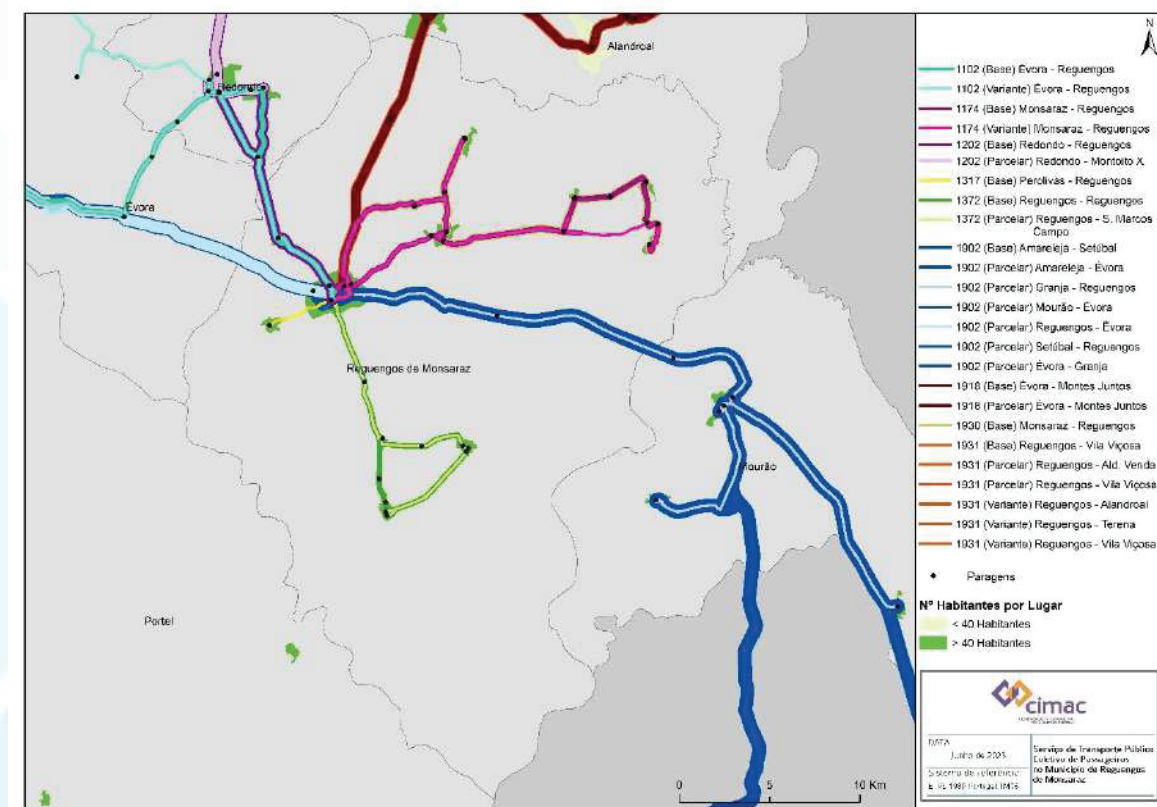 Alandroal
Redondo
Évora
Reguengos de Monsaraz
Mourão
Portel
0 5 10 Km
N
1102 (Base) Évora - Reguengos
1102 (Variante) Évora - Reguengos
1174 (Base) Monsaraz - Reguengos
1174 (Variante) Monsaraz - Reguengos
1202 (Base) Redondo - Reguengos
1202 (Parcelar) Redondo - Montoito X
1317 (Base) Perolivas - Reguengos
1372 (Base) Reguengos - Reguengos
1372 (Parcelar) Reguengos - S. Marcos
Campo
1902 (Base) Amareleja - Setúbal
1902 (Parcelar) Amareleja - Évora
1902 (Parcelar) Granja - Reguengos
1902 (Parcelar) Mourão - Évora
1902 (Parcelar) Reguengos - Évora
1902 (Parcelar) Setúbal - Reguengos
1902 (Parcelar) Évora - Granja
1918 (Base) Évora - Montes Juntos
1918 (Parcelar) Évora - Montes Juntos
1930 (Base) Monsaraz - Reguengos
1931 (Base) Reguengos - Vila Viçosa
1931 (Parcelar) Reguengos - Ald. Venda
1931 (Parcelar) Reguengos - Vila Viçosa
1931 (Variante) Reguengos - Alandroal
1931 (Variante) Reguengos - Terena
1931 (Variante) Reguengos - Vila Viçosa
Paragens
Nº Habitantes por Lugar
< 40 Habitantes
> 40 Habitantes
cimac
DATA
Junho de 2023
Sistema de referência
Serviço de Transporte Público
Coletivo de Passageiros
no Município de Reguengos
de Monsaraz